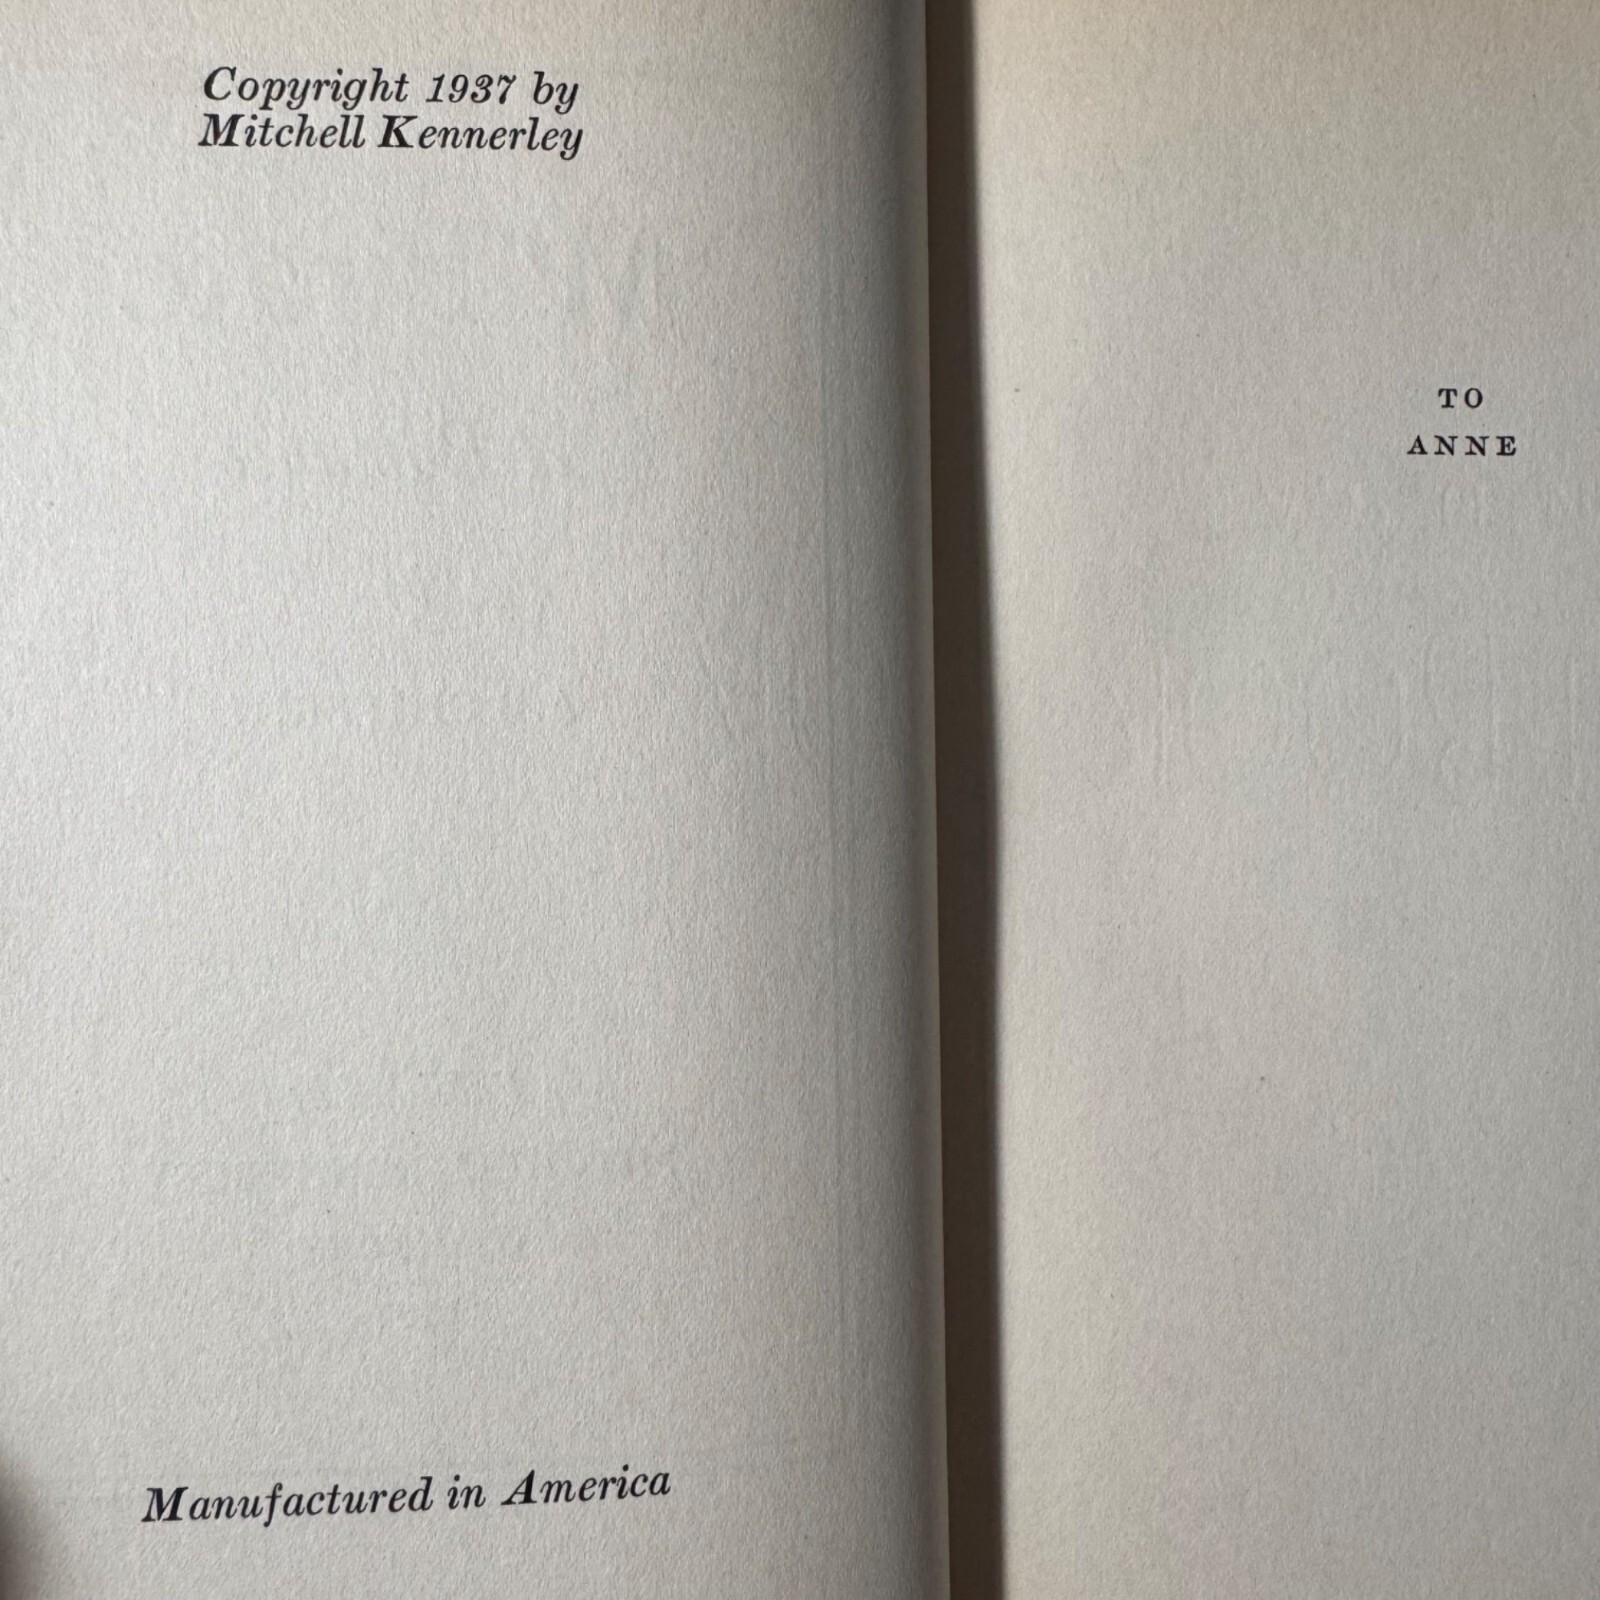 Copyright 1937 by
Mitchell Kennerley
Manufactured in America
TO
ANNE